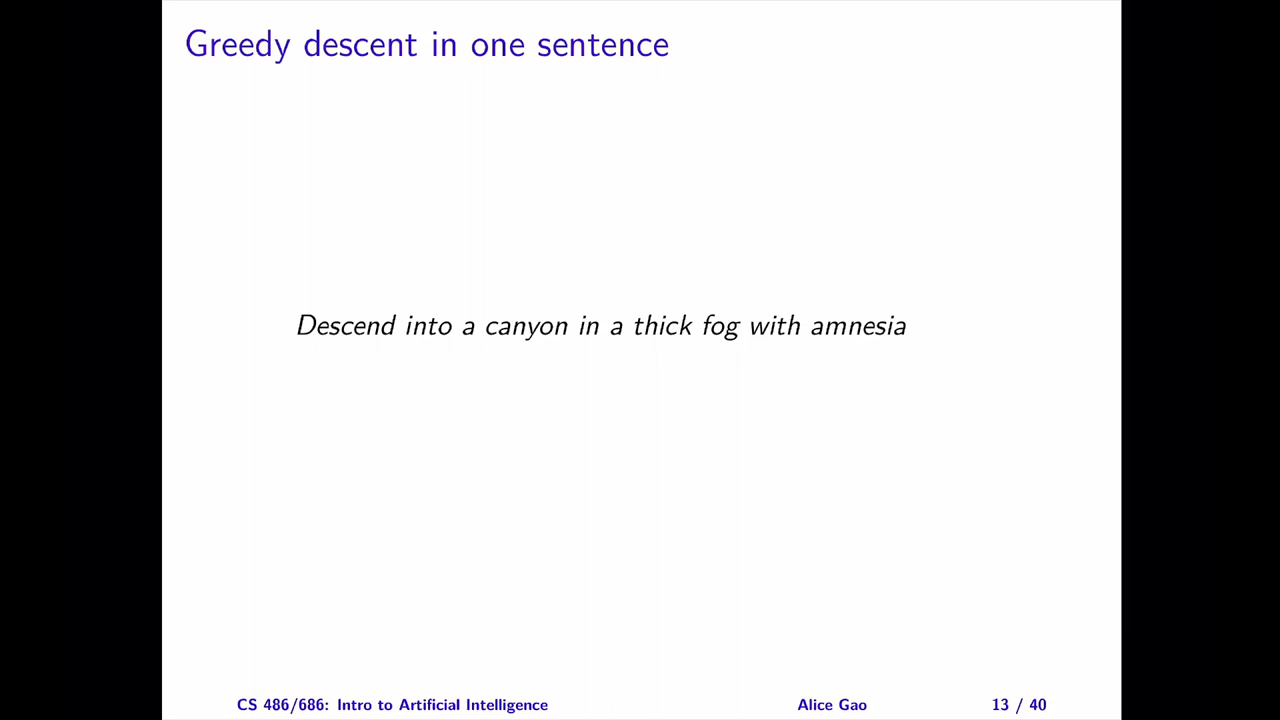 Greedy descent in one sentence
Descend into a canyon in a thick fog with amnesia
CS 486/686: Intro to Artificial Intelligence Alice Gao 13 / 40